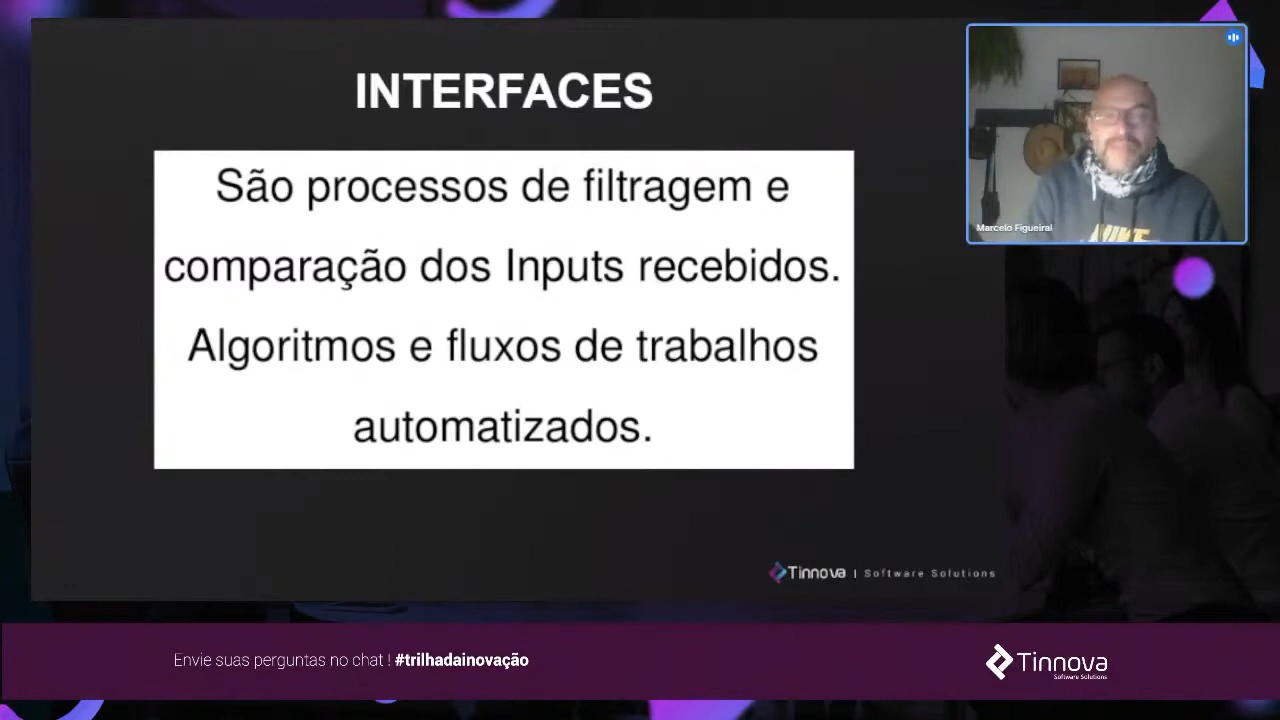 INTERFACES
São processos de filtragem e
comparação dos Inputs recebidos.
Algoritmos e fluxos de trabalhos
automatizados.
Marcelo Figueiral
NIKE
Tinnova | Software Solutions
Envie suas perguntas no chat ! #trilhadainovação
Tinnova
Software Solutions